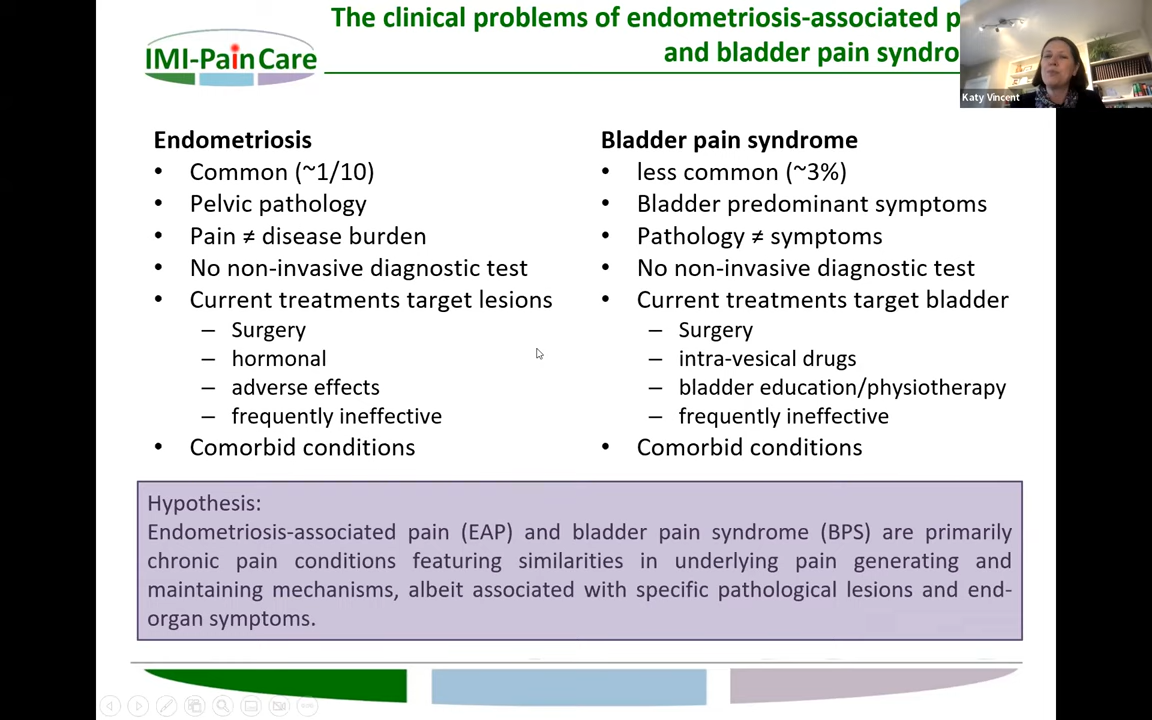 The clinical problems of endometriosis-associated
and bladder pain
IMI-PainCare
Katy Vincent
Endometriosis
• Common (~1/10)
• Pelvic pathology
• Pain ≠ disease burden
• No non-invasive diagnostic test
• Current treatments target lesions
– Surgery
– hormonal
– adverse effects
– frequently ineffective
• Comorbid conditions
Bladder pain syndrome
• less common (~3%)
• Bladder predominant symptoms
• Pathology ≠ symptoms
• No non-invasive diagnostic test
• Current treatments target bladder
– Surgery
– intra-vesical drugs
– bladder education/physiotherapy
– frequently ineffective
• Comorbid conditions
Hypothesis:
Endometriosis-associated pain (EAP) and bladder pain syndrome (BPS) are primarily
chronic pain conditions featuring similarities in underlying pain generating and
maintaining mechanisms, albeit associated with specific pathological lesions and end-
organ symptoms.